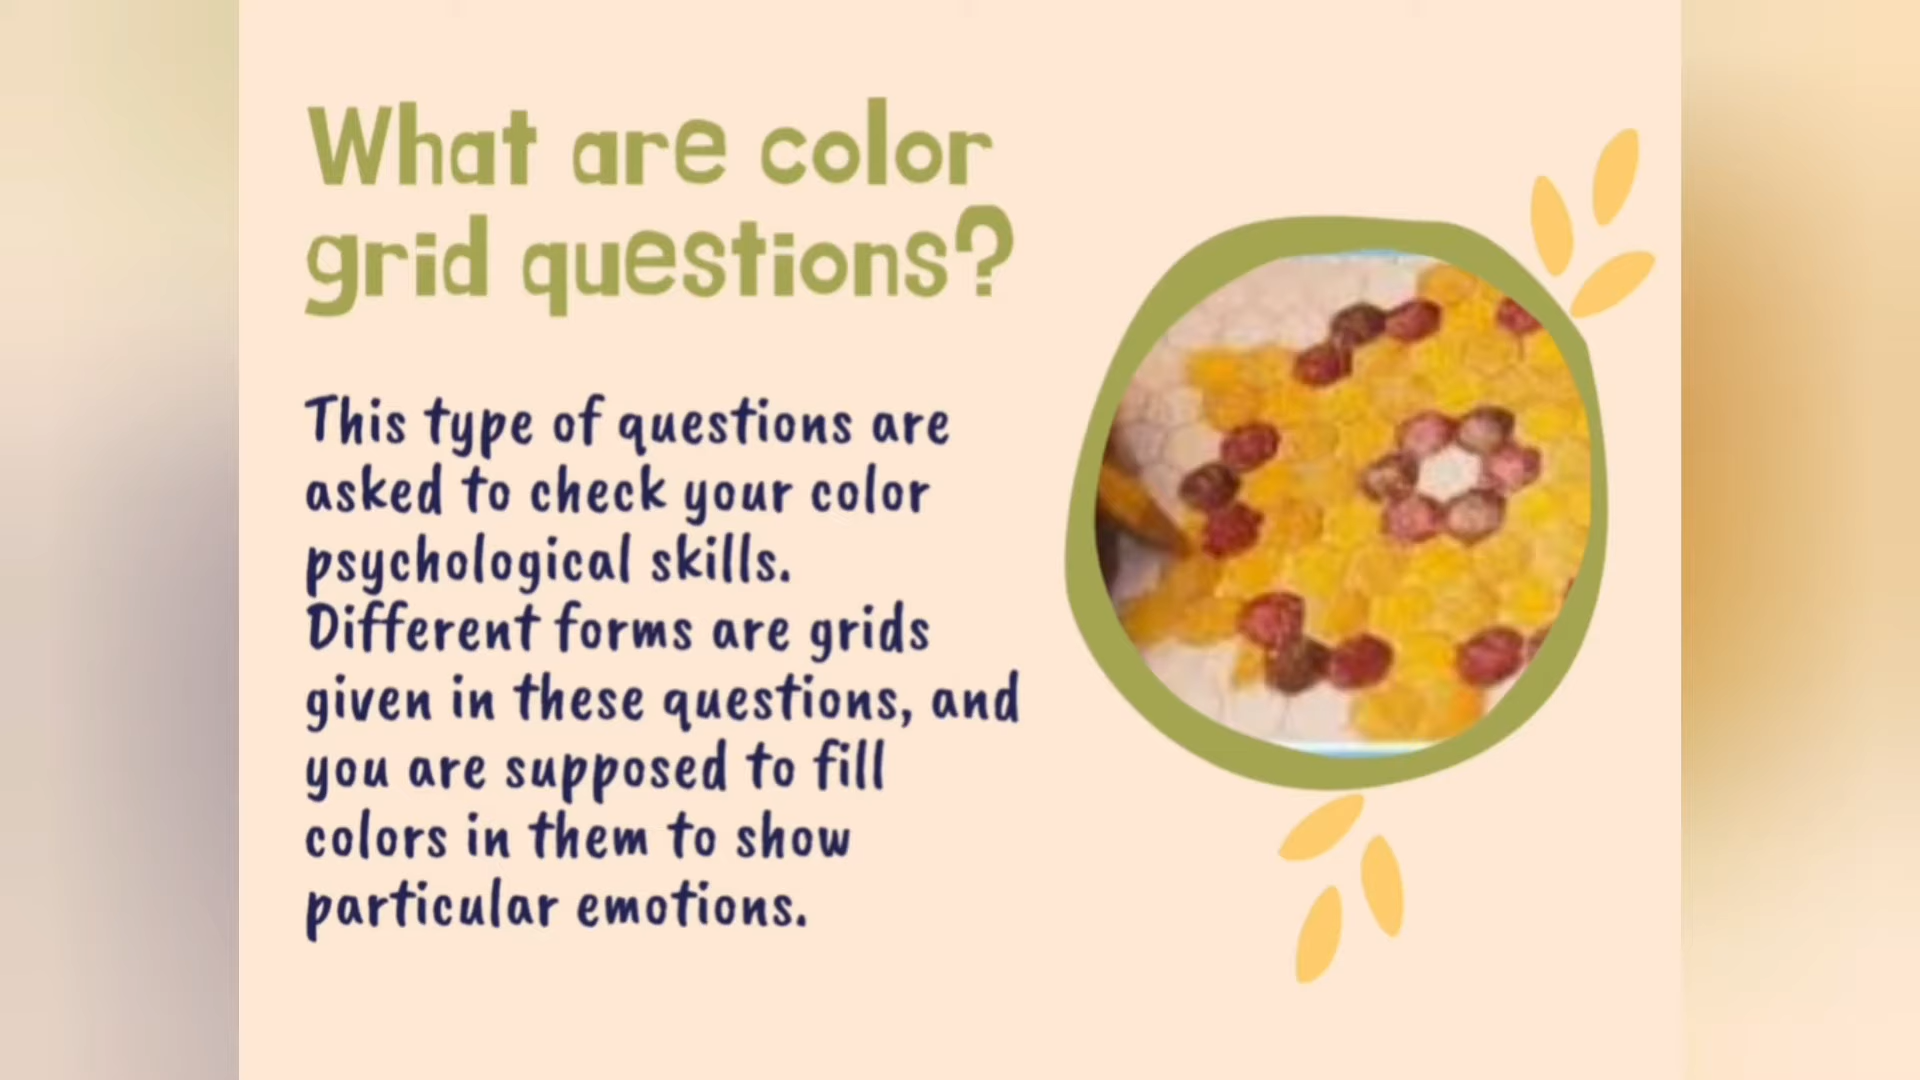 What are color
grid questions?
This type of questions are
asked to check your color
psychological skills.
Different forms are grids
given in these questions, and
you are supposed to fill
colors in them to show
particular emotions.